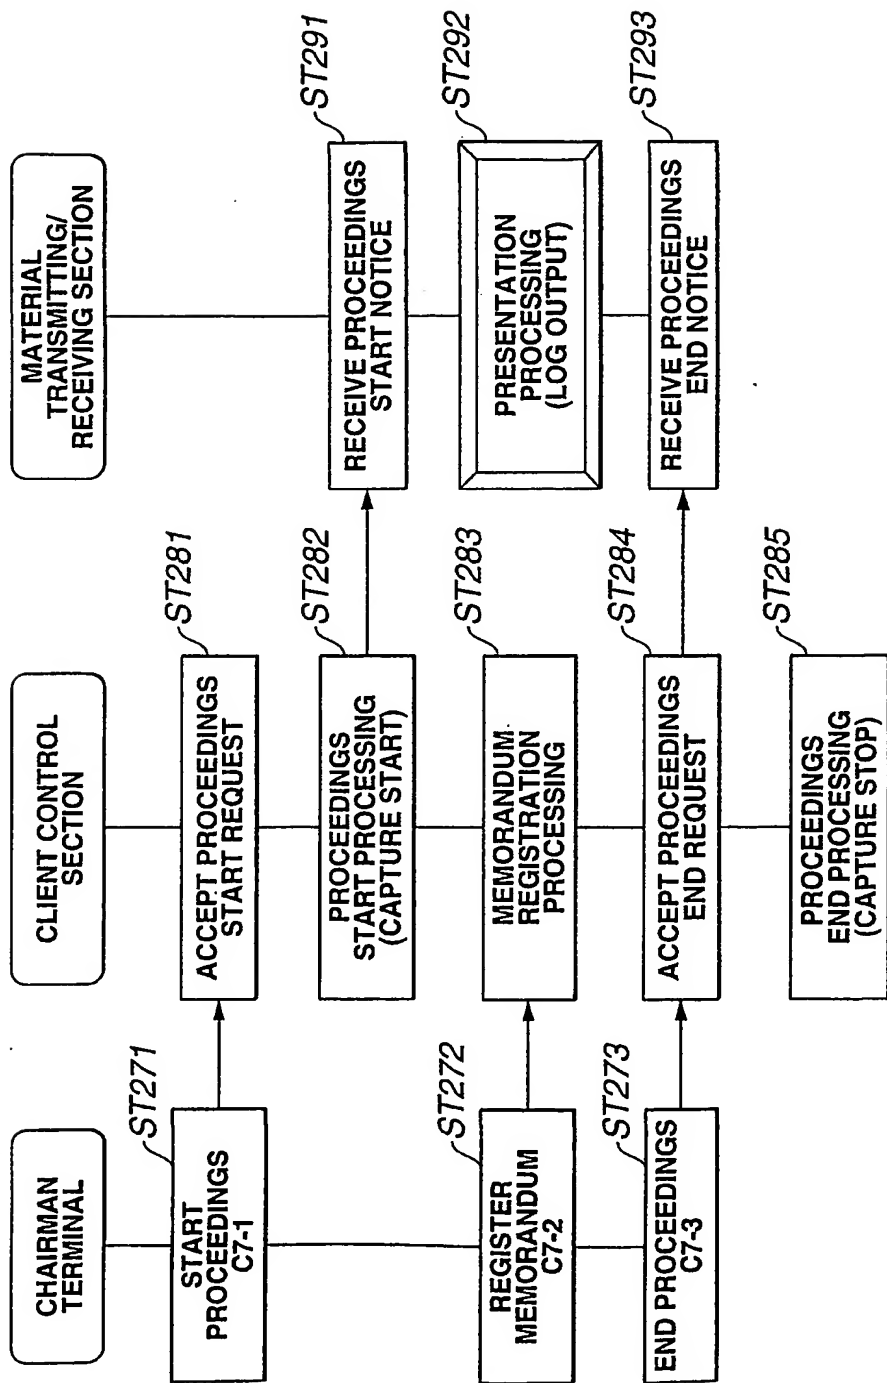 CHAIRMAN
TERMINAL
START
PROCEEDINGS
C7-1
ST271
REGISTER
MEMORANDUM
C7-2
ST272
END PROCEEDINGS
C7-3
ST273
CLIENT CONTROL
SECTION
ACCEPT PROCEEDINGS
START REQUEST
ST281
PROCEEDINGS
START PROCESSING
(CAPTURE START)
ST282
MEMORANDUM
REGISTRATION
PROCESSING
ST283
ACCEPT PROCEEDINGS
END REQUEST
ST284
PROCEEDINGS
END PROCESSING
(CAPTURE STOP)
ST285
MATERIAL
TRANSMITTING/
RECEIVING SECTION
RECEIVE PROCEEDINGS
START NOTICE
ST291
PRESENTATION
PROCESSING
(LOG OUTPUT)
ST292
RECEIVE PROCEEDINGS
END NOTICE
ST293